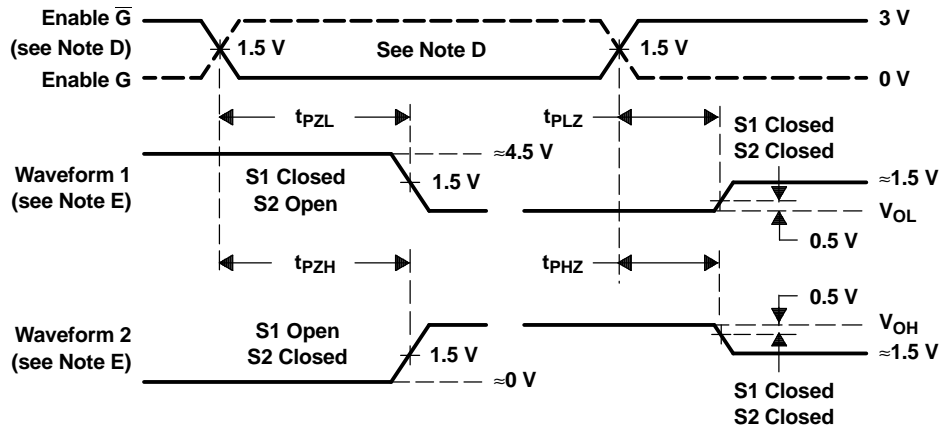 Enable G̅
(see Note D)
Enable G
1.5 V
See Note D
1.5 V
3 V
0 V
tPZL
tPLZ
S1 Closed
S2 Closed
≈4.5 V
Waveform 1
(see Note E)
S1 Closed
S2 Open
1.5 V
≈1.5 V
VOL
0.5 V
tPZH
tPHZ
0.5 V
Waveform 2
(see Note E)
S1 Open
S2 Closed
1.5 V
VOH
≈1.5 V
≈0 V
S1 Closed
S2 Closed